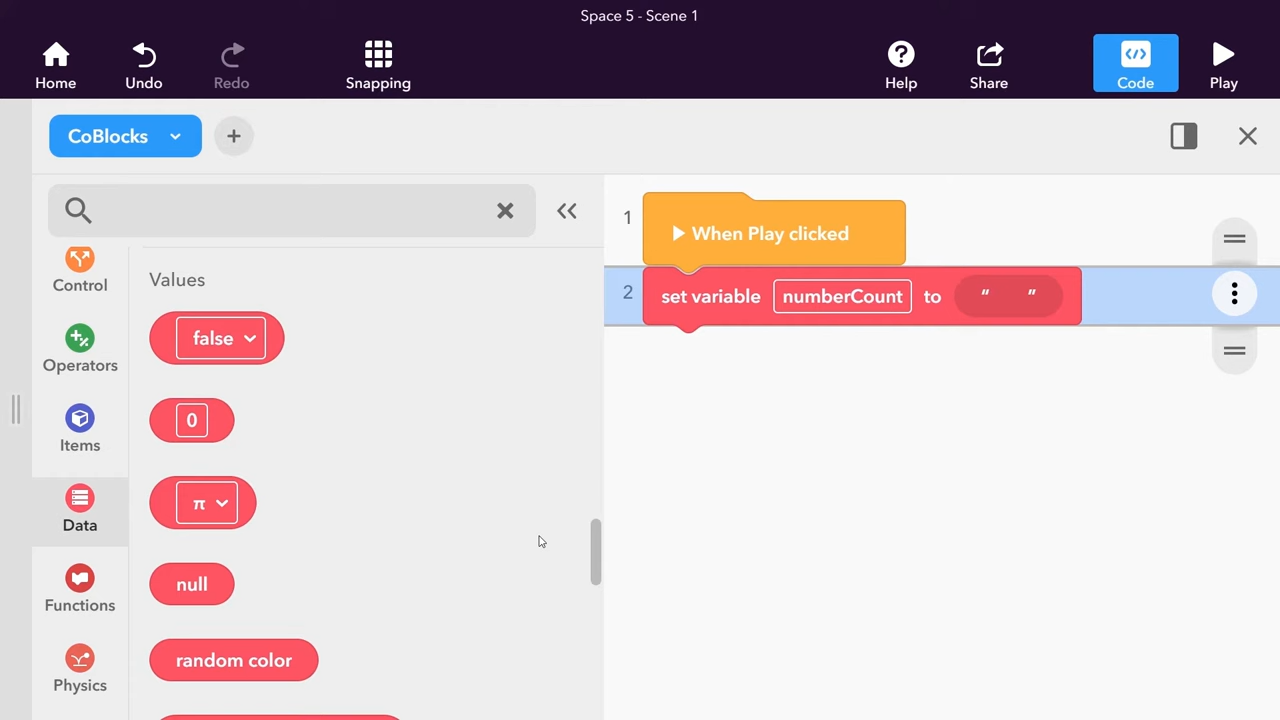 Space 5 - Scene 1
Home
Undo
Redo
Snapping
Help
Share
Code
Play
CoBlocks
Control
Operators
Items
Data
Functions
Physics
Values
false
0
π
null
random color
1
When Play clicked
2
set variable numberCount to “ ”